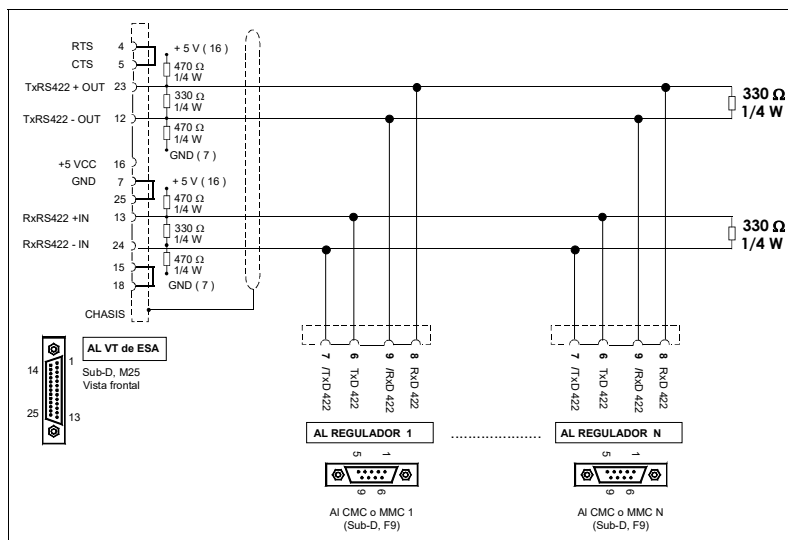 RTS 4
CTS 5
TxRS422 + OUT 23
TxRS422 - OUT 12
+5 VCC 16
GND 7
25
RxRS422 +IN 13
RxRS422 - IN 24
15
18
CHASIS
+ 5 V ( 16 )
470 Ω
1/4 W
330 Ω
1/4 W
470 Ω
1/4 W
GND ( 7 )
+ 5 V ( 16 )
470 Ω
1/4 W
330 Ω
1/4 W
470 Ω
1/4 W
GND ( 7 )
330 Ω
1/4 W
330 Ω
1/4 W
AL VT de ESA
Sub-D, M25
Vista frontal
14
1
25
13
7 /TxD 422
6 TxD 422
9 /RxD 422
8 RxD 422
7 /TxD 422
6 TxD 422
9 /RxD 422
8 RxD 422
AL REGULADOR 1
....................
AL REGULADOR N
5
1
9
6
5
1
9
6
Al CMC o MMC 1
(Sub-D, F9)
Al CMC o MMC N
(Sub-D, F9)